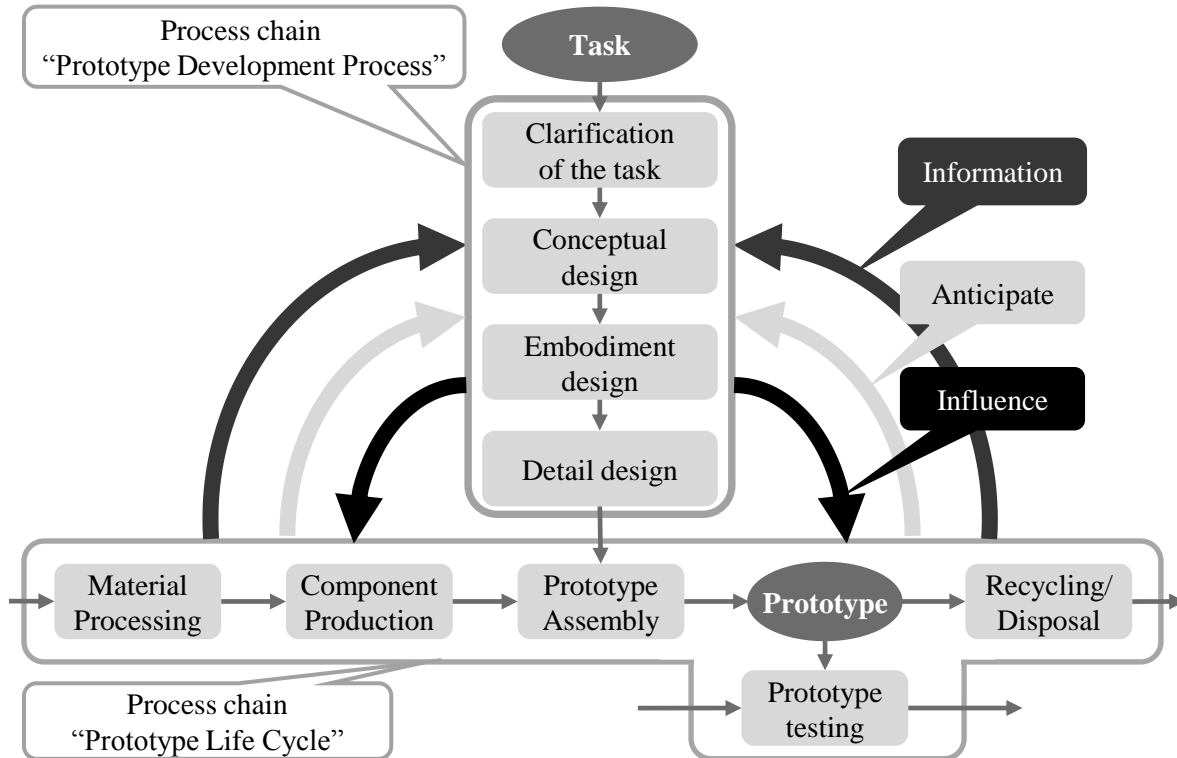 Process chain
“Prototype Development Process”
Task
Clarification
of the task
Information
Conceptual
design
Anticipate
Embodiment
design
Influence
Detail design
Material
Processing
Component
Production
Prototype
Assembly
Prototype
Recycling/
Disposal
Process chain
“Prototype Life Cycle”
Prototype
testing